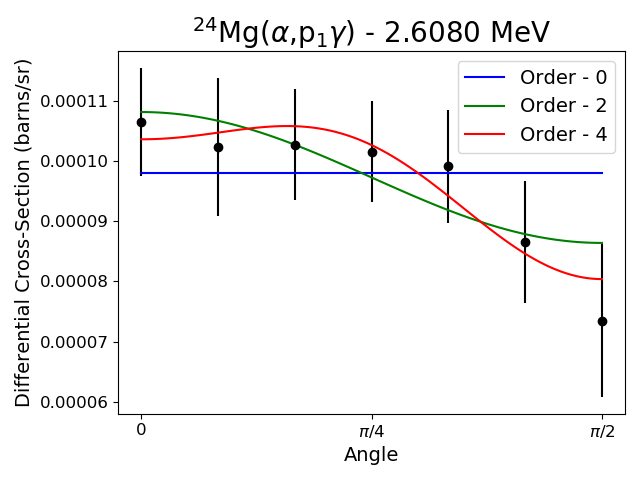 ²⁴Mg(α,p₁γ) - 2.6080 MeV
Differential Cross-Section (barns/sr)
0.00011
0.00010
0.00009
0.00008
0.00007
0.00006
Order - 0
Order - 2
Order - 4
0
π/4
π/2
Angle